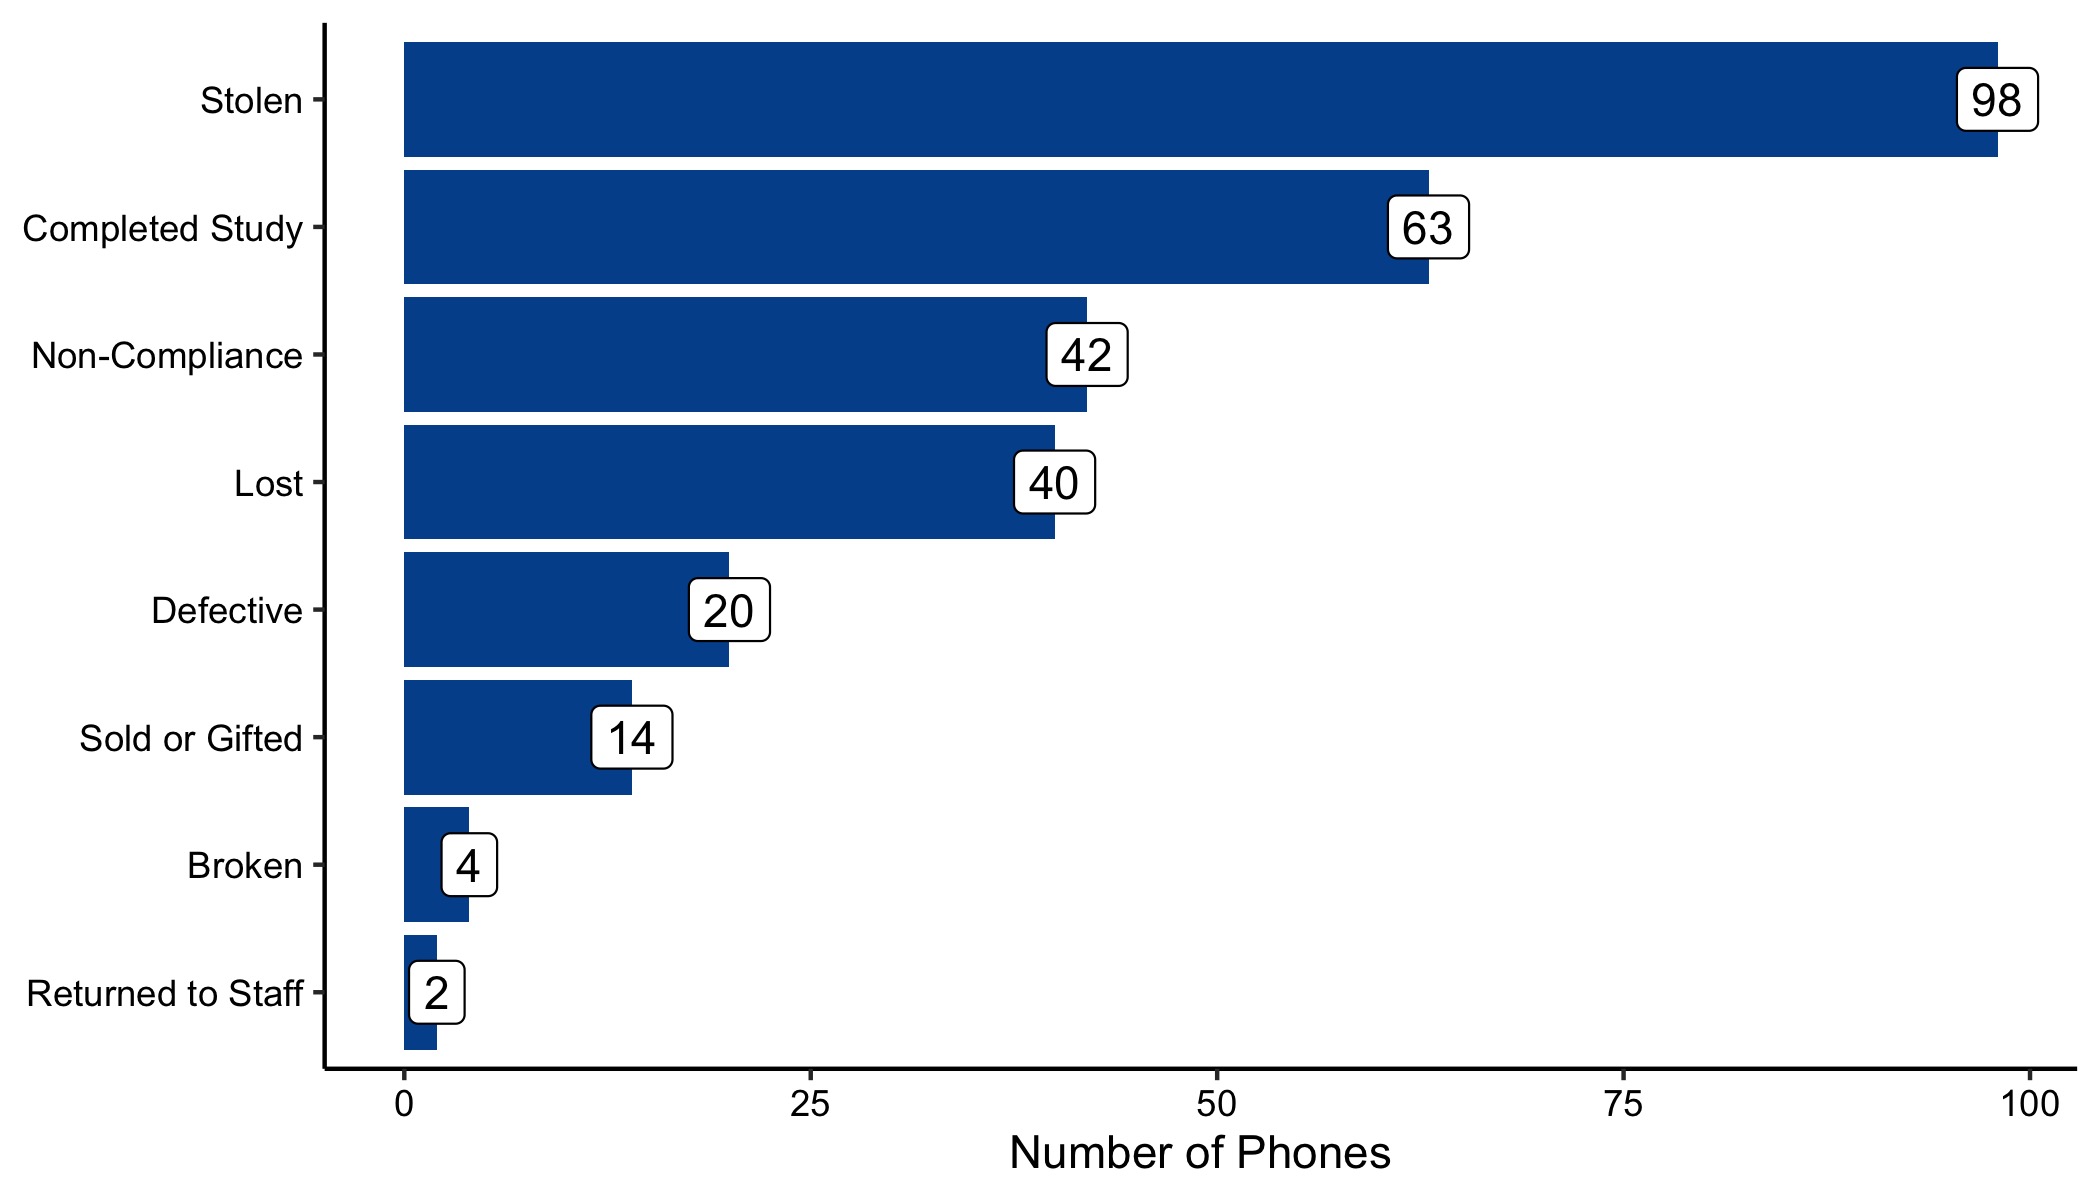 Stolen
98
Completed Study
63
Non-Compliance
42
Lost
40
Defective
20
Sold or Gifted
14
Broken
4
Returned to Staff
2
0 25 50 75 100
Number of Phones